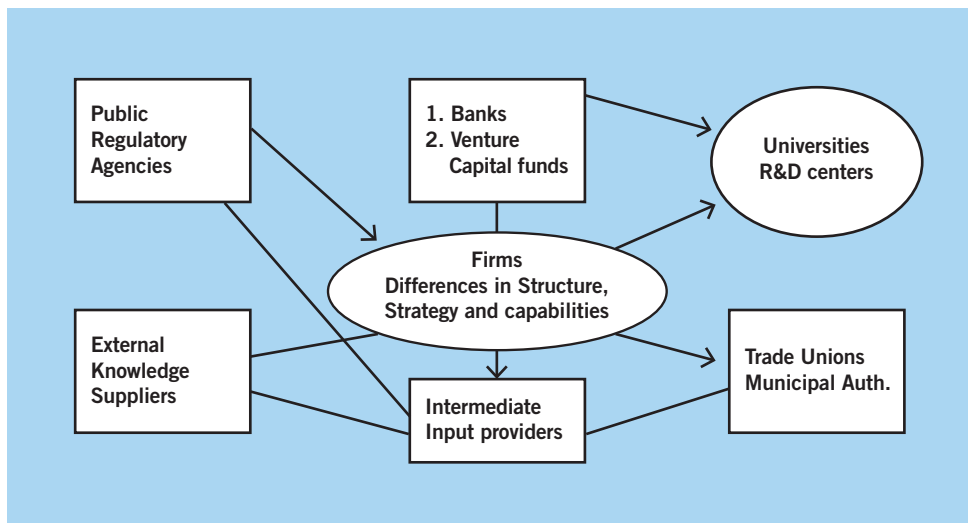 Public
Regulatory
Agencies
1. Banks
2. Venture
Capital funds
Universities
R&D centers
Firms
Differences in Structure,
Strategy and capabilities
External
Knowledge
Suppliers
Intermediate
Input providers
Trade Unions
Municipal Auth.